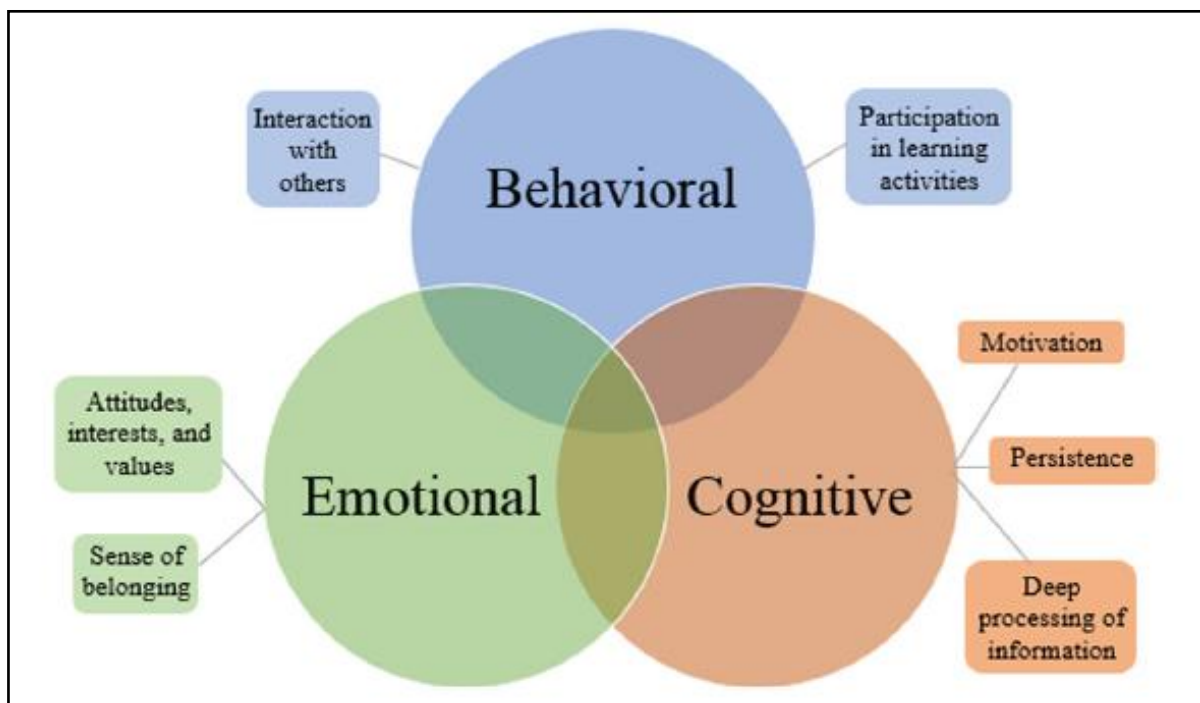 Interaction
with
others
Participation
in learning
activities
Behavioral
Motivation
Attitudes,
interests, and
values
Persistence
Emotional
Cognitive
Sense of
belonging
Deep
processing of
information